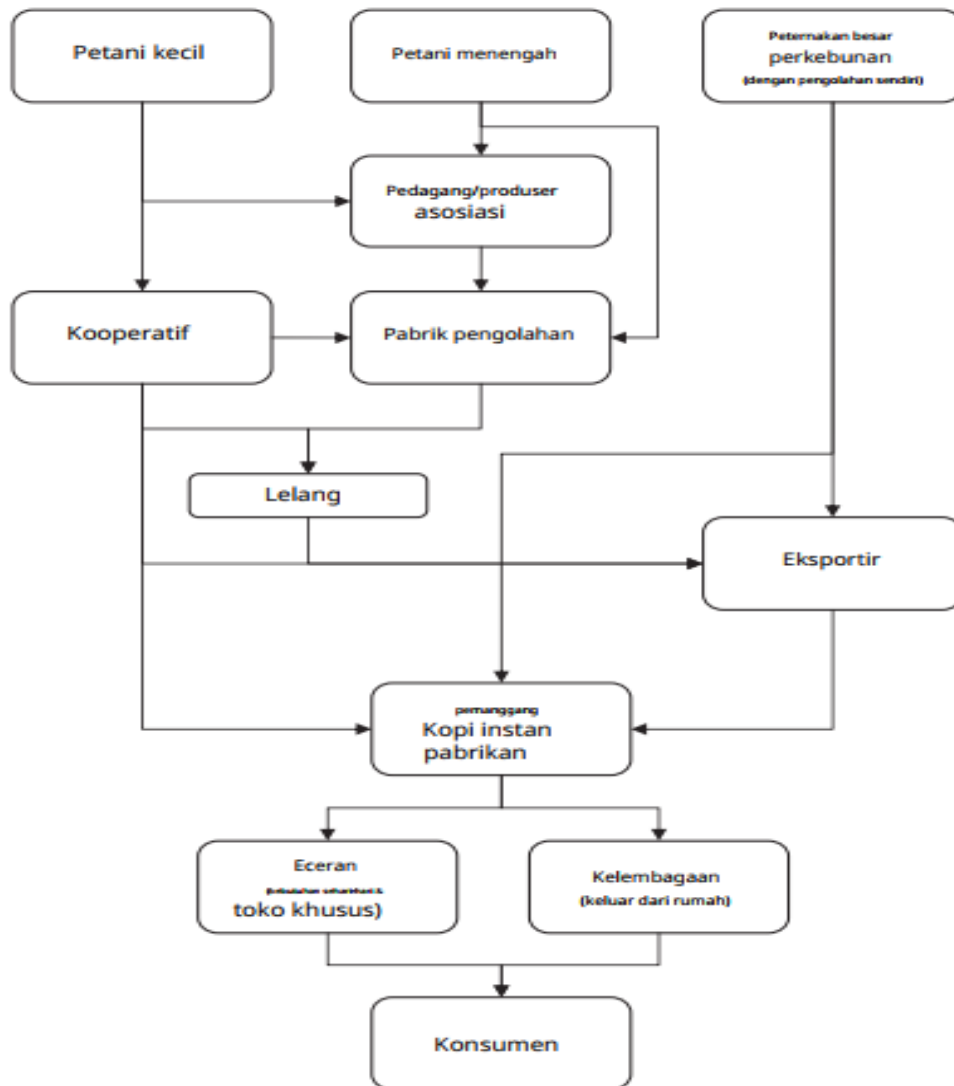 Petani kecil
Petani menengah
Peternakan besar
perkebunan
(dengan pengolahan sendiri)
Pedagang/produser
asosiasi
Kooperatif
Pabrik pengolahan
Lelang
Eksportir
pemanggang
Kopi instan
pabrikan
Eceran
toko khusus)
Kelembagaan
(keluar dari rumah)
Konsumen